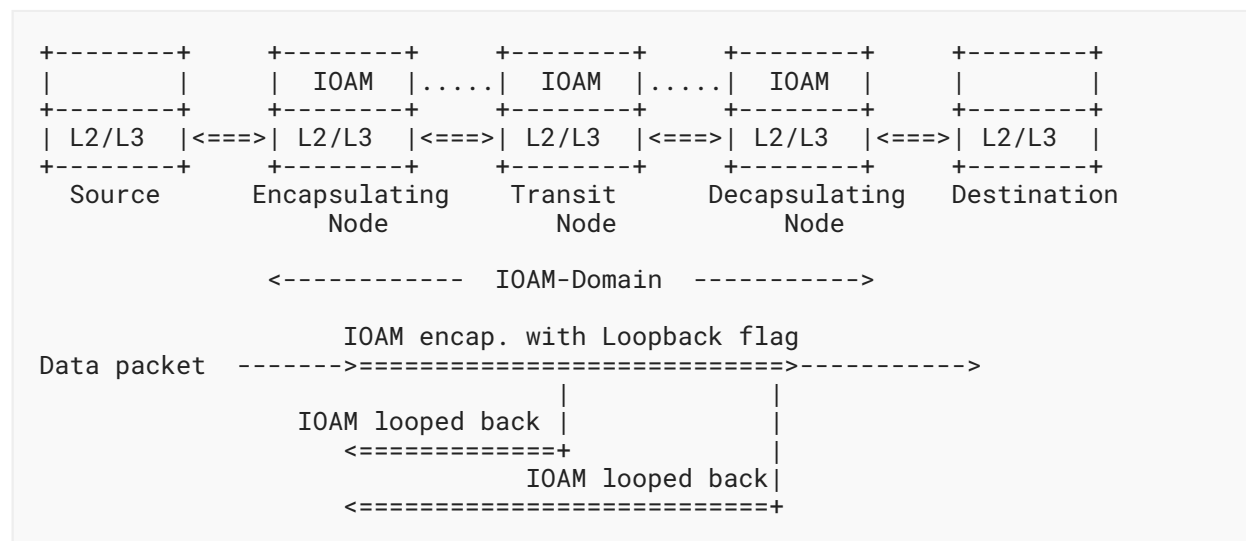 +--------+     +--------+     +--------+     +--------+     +--------+
|        |     |  IOAM  |.....|  IOAM  |.....|  IOAM  |     |        |
+--------+     +--------+     +--------+     +--------+     +--------+
| L2/L3  |<===>| L2/L3  |<===>| L2/L3  |<===>| L2/L3  |<===>| L2/L3  |
+--------+     +--------+     +--------+     +--------+     +--------+
  Source      Encapsulating    Transit      Decapsulating   Destination
                   Node           Node           Node

               <------------  IOAM-Domain  ----------->

                    IOAM encap. with Loopback flag
Data packet  ------->============================>----------->
                                  |             |
                 IOAM looped back |             |
                    <=============+             |
                                IOAM looped back|
                    <===========================+